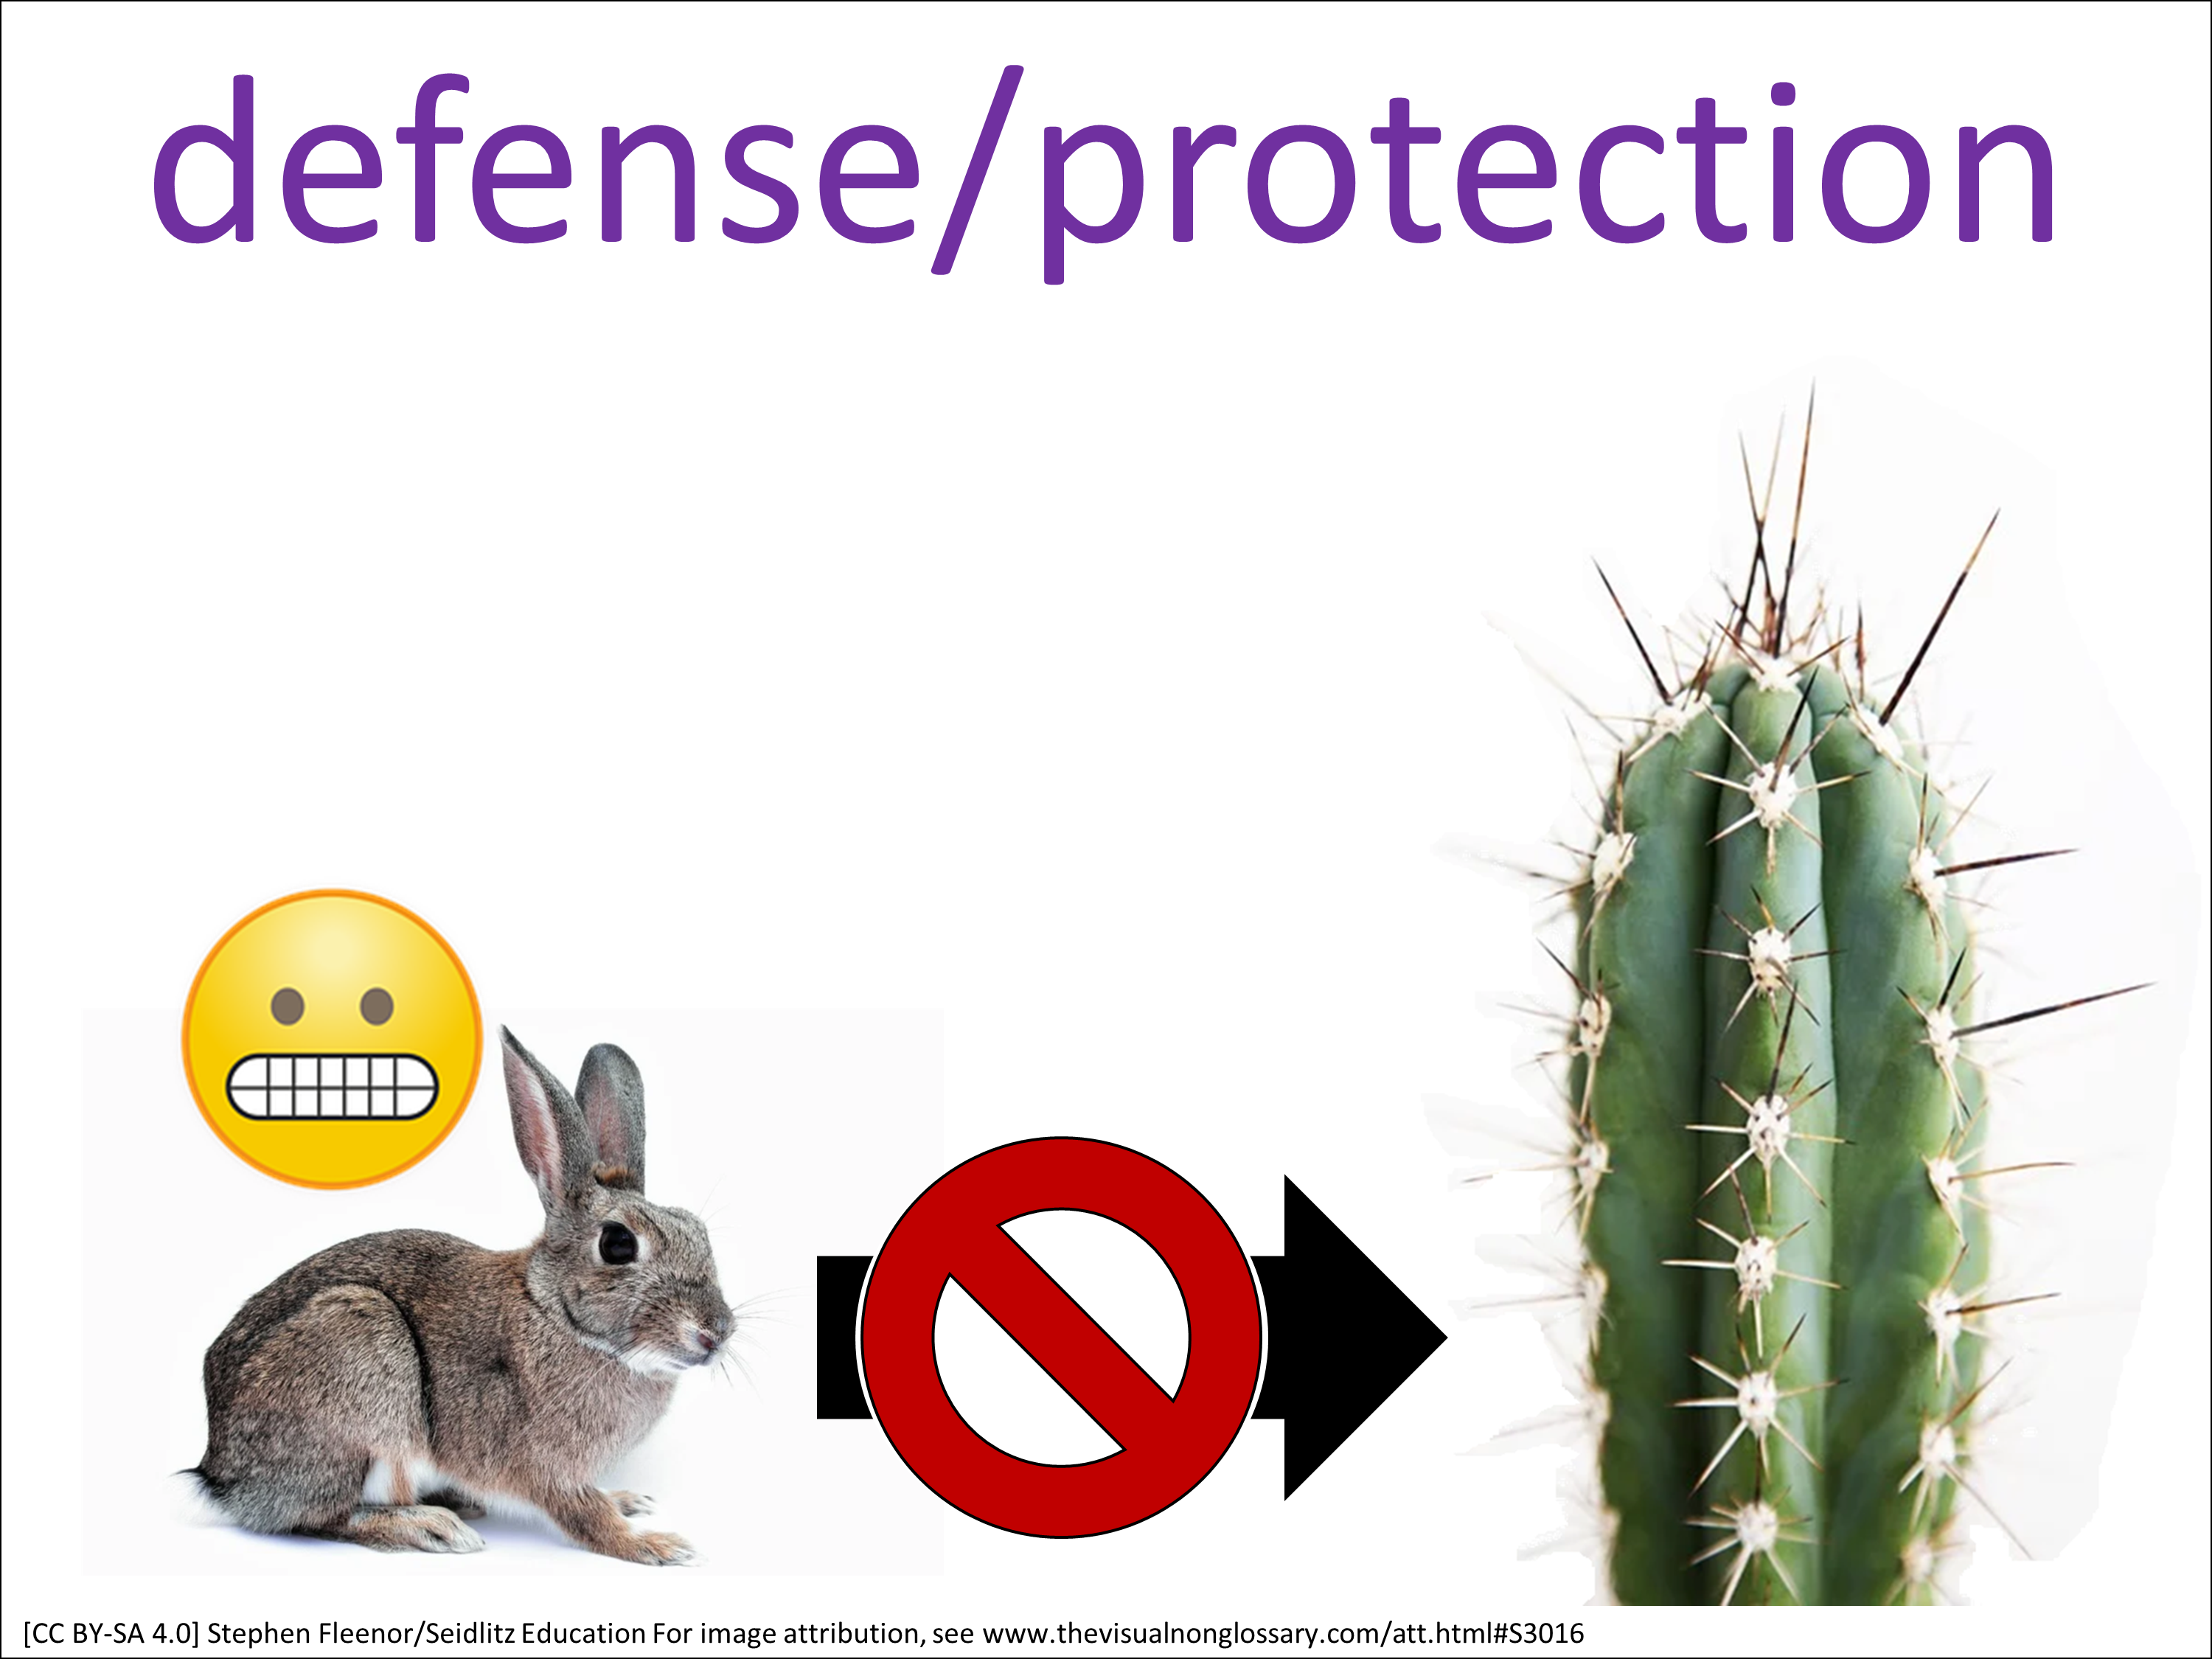 defense/protection
[CC BY-SA 4.0] Stephen Fleenor/Seidlitz Education For image attribution, see www.thevisualnonglossary.com/att.html#S3016